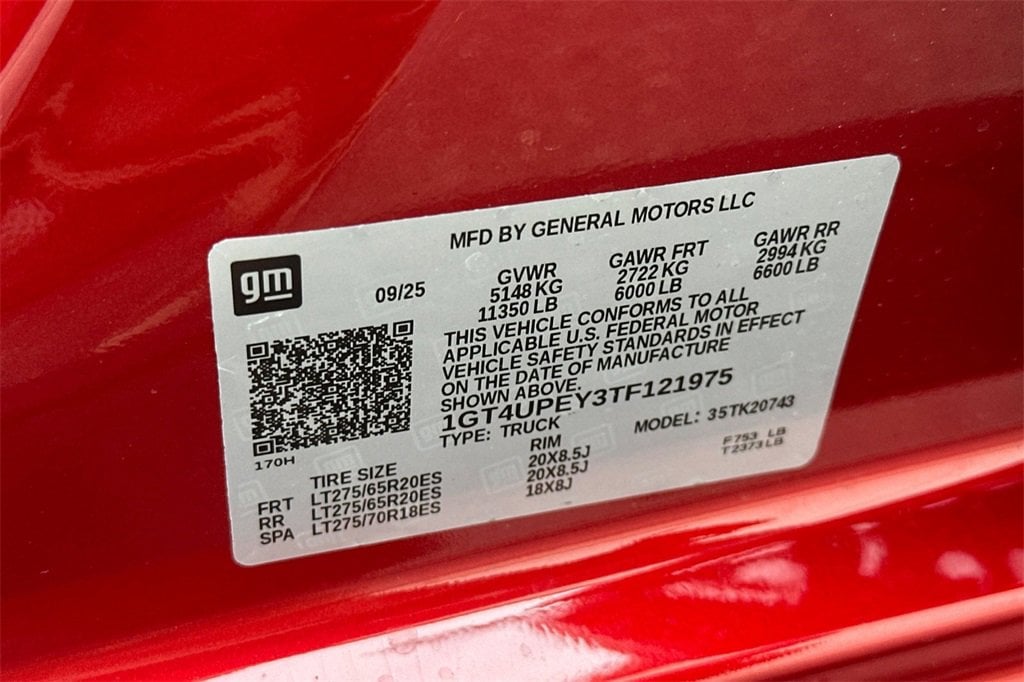 MFD BY GENERAL MOTORS LLC
gm
09/25
GVWR
5148 KG
11350 LB
GAWR FRT
2722 KG
6000 LB
GAWR RR
2994 KG
6600 LB
THIS VEHICLE CONFORMS TO ALL
APPLICABLE U.S. FEDERAL MOTOR
VEHICLE SAFETY STANDARDS IN EFFECT
ON THE DATE OF MANUFACTURE
SHOWN ABOVE.
1GT4UPEY3TF121975
TYPE: TRUCK
MODEL: 35TK20743
170H
TIRE SIZE RIM
FRT LT275/65R20ES 20X8.5J
RR LT275/65R20ES 20X8.5J
SPA LT275/70R18ES 18X8J
F 753 LB
T 2373 LB